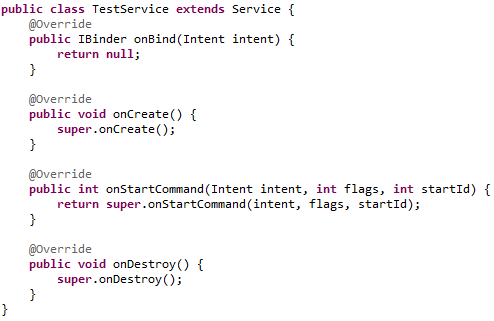 public class TestService extends Service {
    @Override
    public IBinder onBind(Intent intent) {
        return null;
    }

    @Override
    public void onCreate() {
        super.onCreate();
    }

    @Override
    public int onStartCommand(Intent intent, int flags, int startId) {
        return super.onStartCommand(intent, flags, startId);
    }

    @Override
    public void onDestroy() {
        super.onDestroy();
    }
}